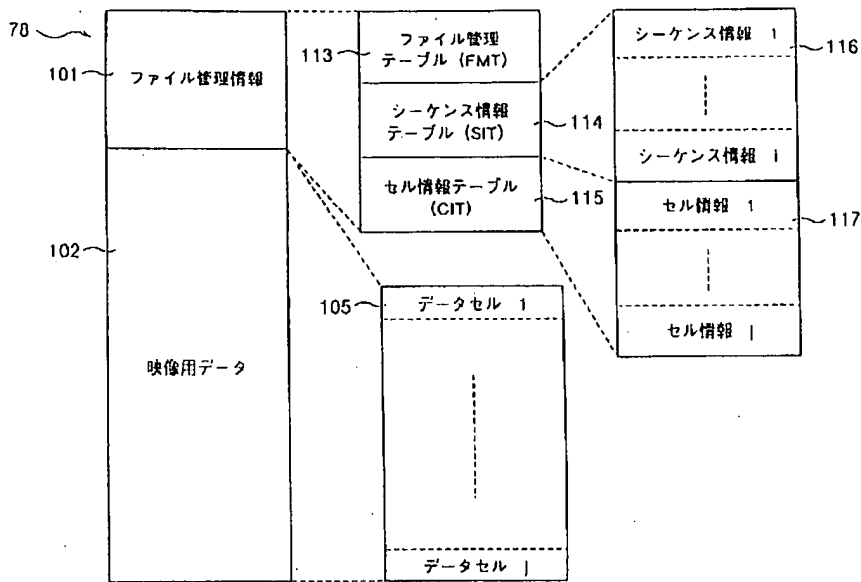 78
101
ファイル管理情報
102
映像用データ
113
ファイル管理
テーブル (FMT)
シーケンス情報
テーブル (SIT)
114
セル情報テーブル
(CIT)
115
105
データセル 1
データセル j
シーケンス情報 1
116
シーケンス情報 i
セル情報 1
117
セル情報 j